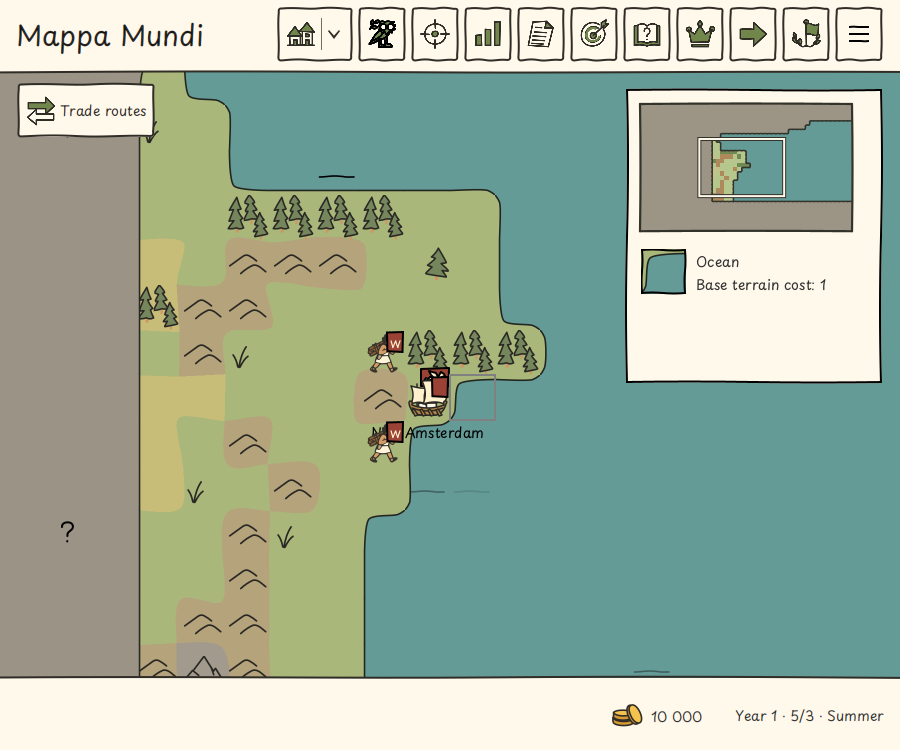 Mappa Mundi
Trade routes
Ocean
Base terrain cost: 1
W
W
Amsterdam
?
10 000
Year 1 · 5/3 · Summer